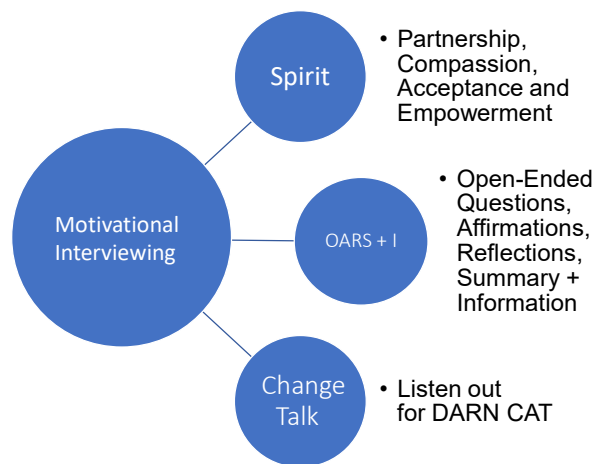 Spirit
• Partnership,
Compassion,
Acceptance and
Empowerment
Motivational
Interviewing
OARS + I
• Open-Ended
Questions,
Affirmations,
Reflections,
Summary +
Information
Change
Talk
• Listen out
for DARN CAT